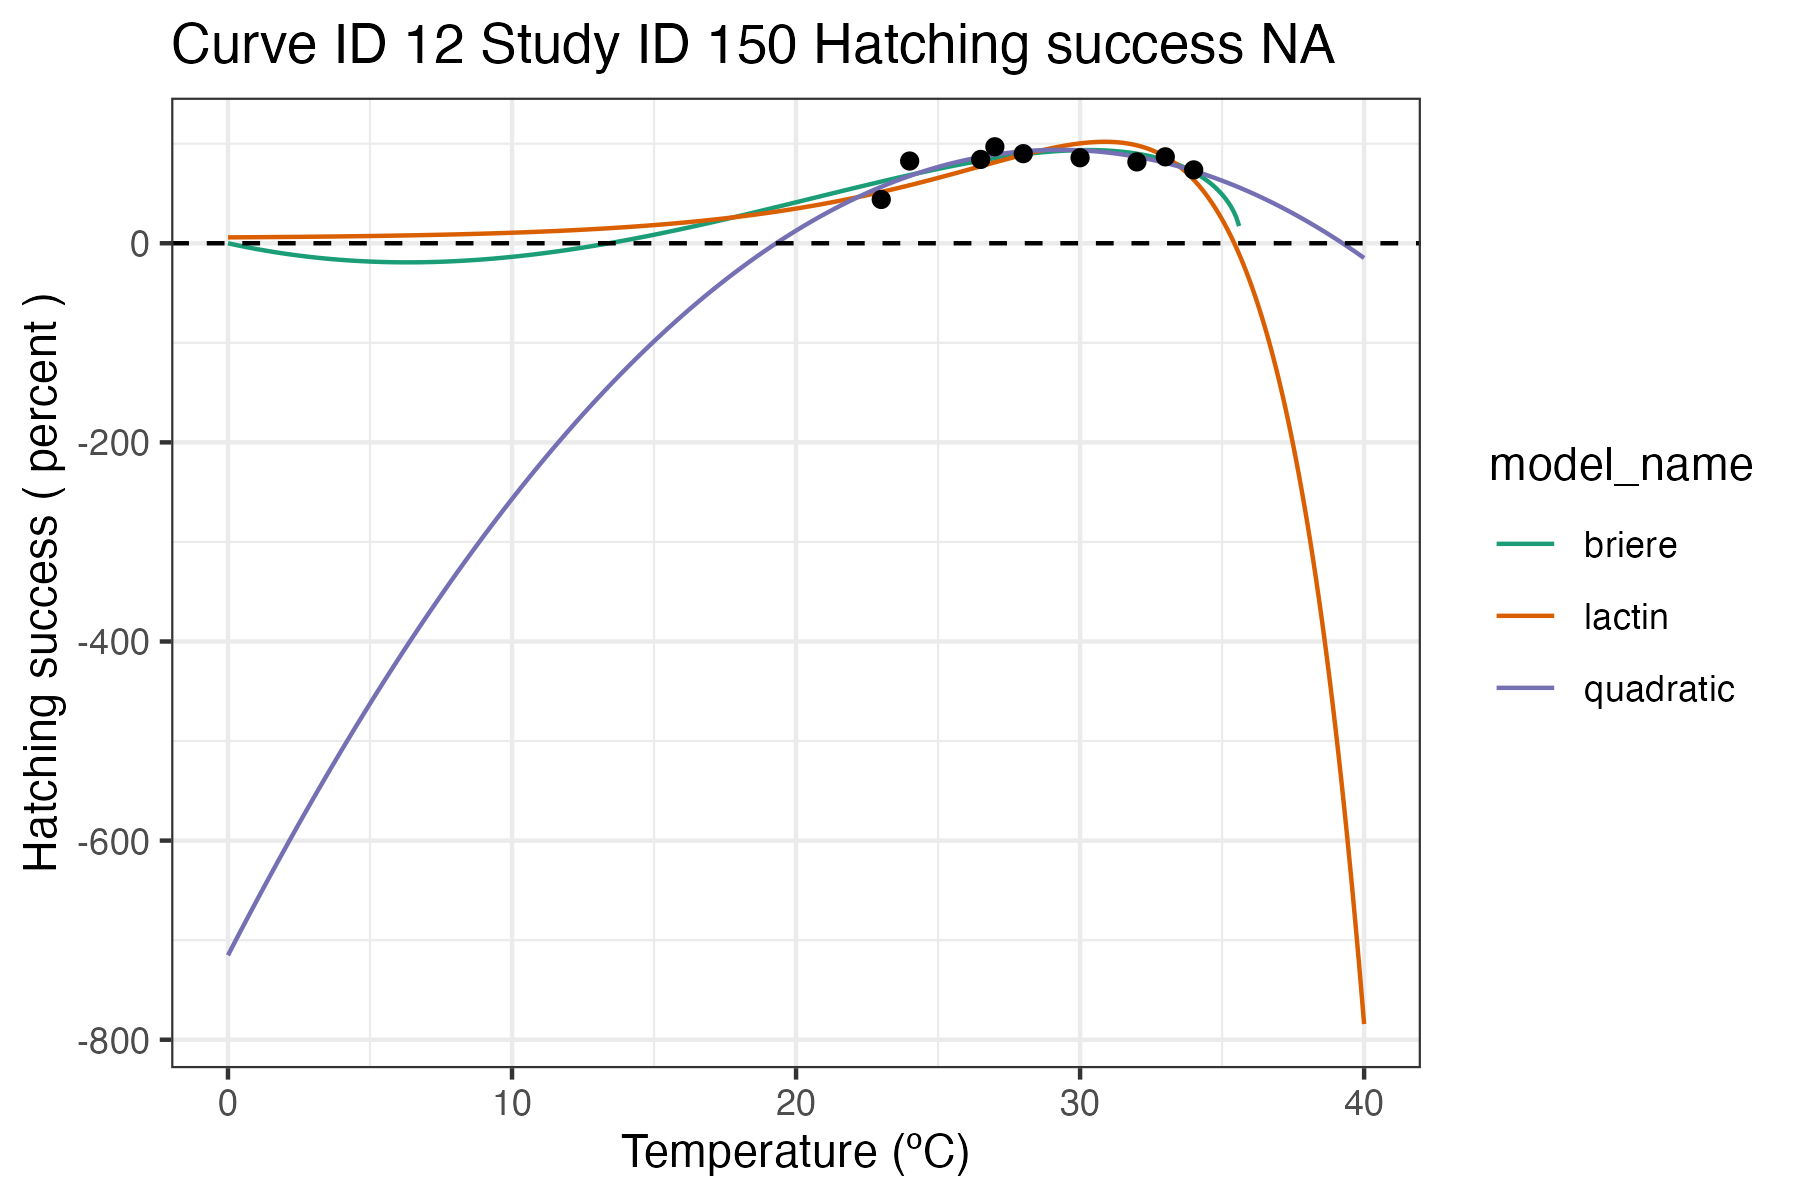 Curve ID 12 Study ID 150 Hatching success NA
Hatching success ( percent )
0
-200
-400
-600
-800
0
10
20
30
40
Temperature (ºC)
model_name
briere
lactin
quadratic